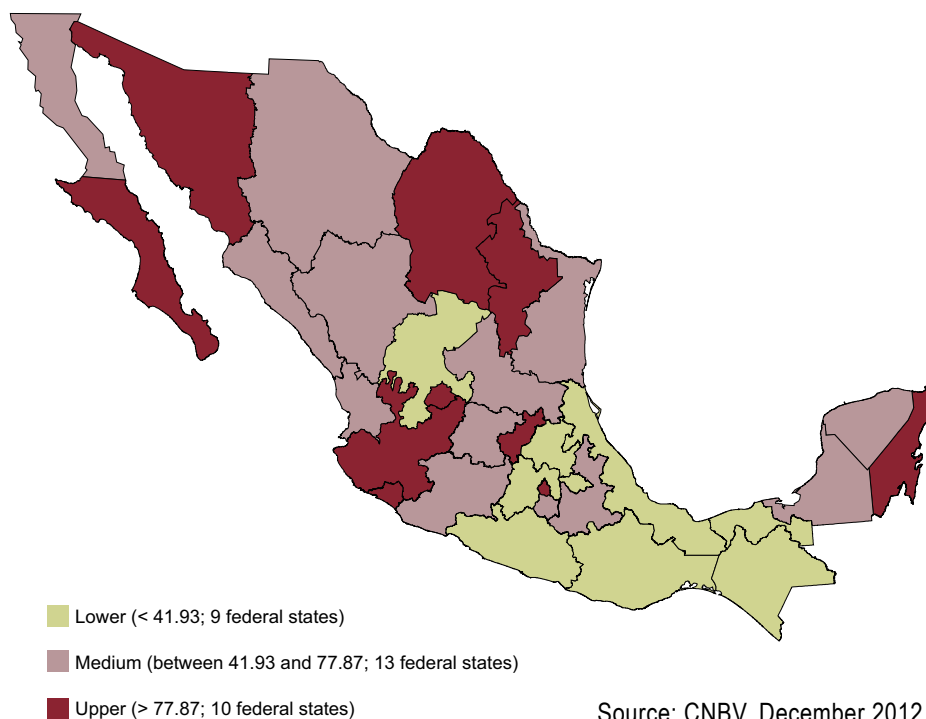 Lower (< 41.93; 9 federal states)
Medium (between 41.93 and 77.87; 13 federal states)
Upper (> 77.87; 10 federal states)
Source: CNBV, December 2012